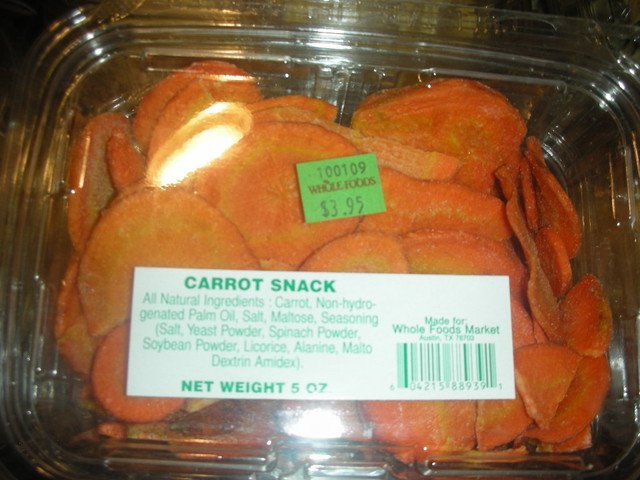 100109
WHOLE FOODS
$3.95
CARROT SNACK
All Natural Ingredients : Carrot, Non-hydro-
genated Palm Oil, Salt, Maltose, Seasoning
(Salt, Yeast Powder, Spinach Powder,
Soybean Powder, Licorice, Alanine, Malto
Dextrin Amidex).
NET WEIGHT 5 OZ.
Made for:
Whole Foods Market
Austin, TX 78703
6 04215 88939 1